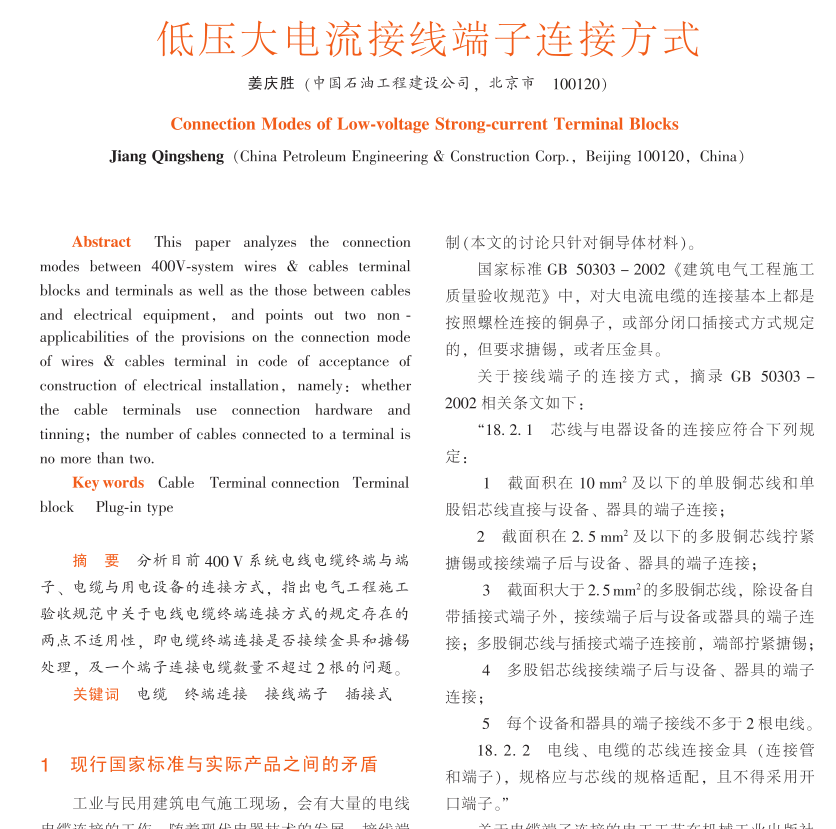 低压大电流接线端子连接方式
姜庆胜(中国石油工程建设公司,北京市 100120)
Connection Modes of Low-voltage Strong-current Terminal Blocks
Jiang Qingsheng (China Petroleum Engineering & Construction Corp., Beijing 100120, China)
Abstract This paper analyzes the connection
modes between 400V-system wires & cables terminal
blocks and terminals as well as the those between cables
and electrical equipment, and points out two non -
applicabilities of the provisions on the connection mode
of wires & cables terminal in code of acceptance of
construction of electrical installation, namely: whether
the cable terminals use connection hardware and
tinning; the number of cables connected to a terminal is
no more than two.
Key words Cable Terminal connection Terminal
block Plug-in type
摘 要 分析目前 400 V 系统电线电缆终端与端
子、电缆与用电设备的连接方式,指出电气工程施工
验收规范中关于电线电缆终端连接方式的规定存在的
两点不适用性,即电缆终端连接是否接续金具和搪锡
处理,及一个端子连接电缆数量不超过 2 根的问题。
关键词 电缆 终端连接 接线端子 插接式
1 现行国家标准与实际产品之间的矛盾
工业与民用建筑电气施工现场,会有大量的电线
电缆连接的工作。随着现代电器技术的发展,接线端
制(本文的讨论只针对铜导体材料)。
国家标准 GB 50303 – 2002《建筑电气工程施工
质量验收规范》中,对大电流电缆的连接基本上都是
按照螺栓连接的铜鼻子,或部分闭口插接式方式规定
的,但要求搪锡,或者压金具。
关于接线端子的连接方式,摘录 GB 50303 –
2002 相关条文如下:
“18. 2. 1 芯线与电器设备的连接应符合下列规
定:
1 截面积在 10 mm² 及以下的单股铜芯线和单
股铝芯线直接与设备、器具的端子连接;
2 截面积在 2. 5 mm² 及以下的多股铜芯线拧紧
搪锡或接续端子后与设备、器具的端子连接;
3 截面积大于 2. 5 mm² 的多股铜芯线,除设备自
带插接式端子外,接续端子后与设备或器具的端子连
接;多股铜芯线与插接式端子连接前,端部拧紧搪锡;
4 多股铝芯线接续端子后与设备、器具的端子
连接;
5 每个设备和器具的端子接线不多于 2 根电线。
18. 2. 2 电线、电缆的芯线连接金具 (连接管
和端子),规格应与芯线的规格适配,且不得采用开
口端子。”
关于电缆端子连接的电工工艺在机械工业出版社